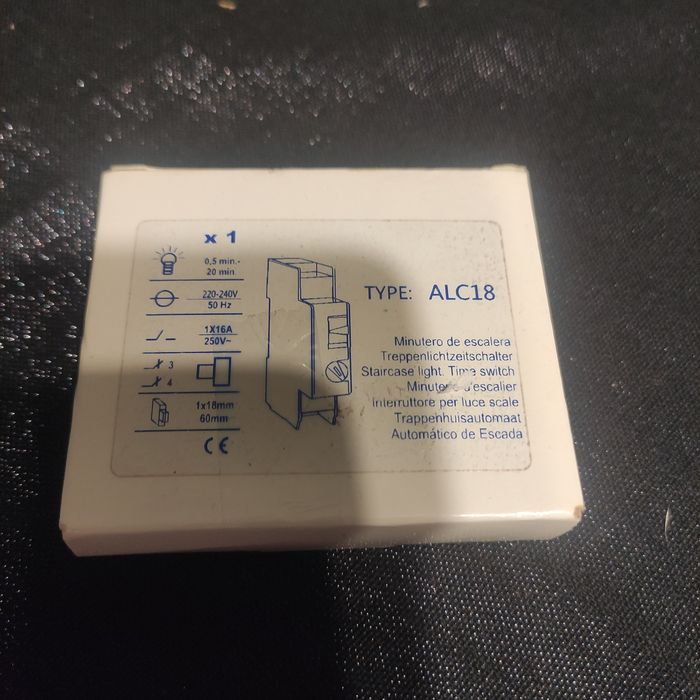 x 1
0,5 min.-
20 min.
220-240V
50 Hz
1X16A
250V~
3
4
1x18mm
60mm
CE
TYPE: ALC18
Minutero de escalera
Treppenlichtzeitschalter
Staircase light. Time switch
Minuterie d'escalier
Interruttore per luce scale
Trappenhuisautomaat
Automático de Escada